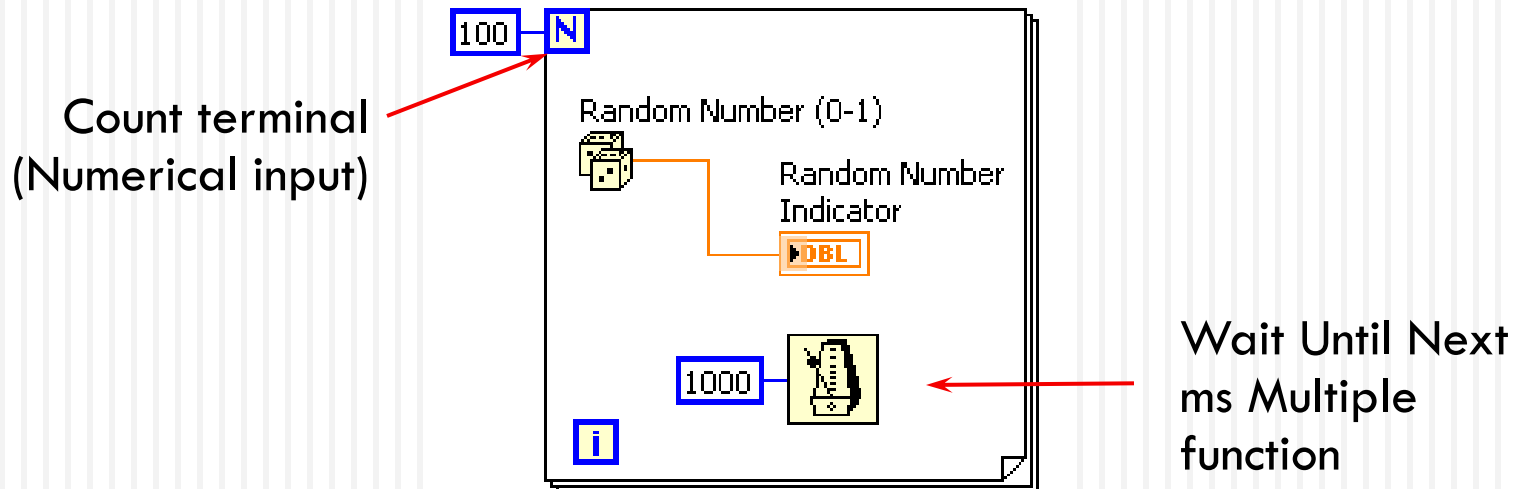 100
N
Count terminal
(Numerical input)
Random Number (0-1)
Random Number
Indicator
DBL
1000
i
Wait Until Next
ms Multiple
function